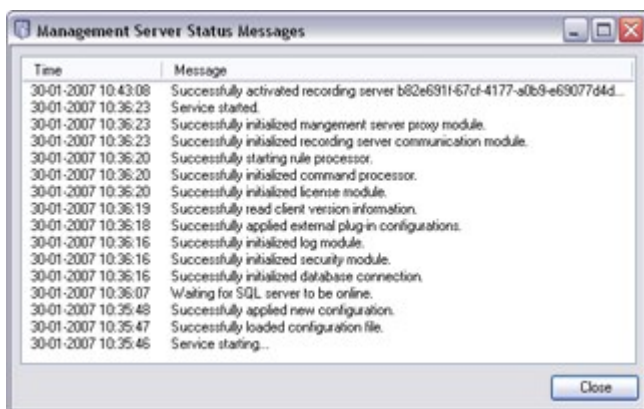 Management Server Status Messages
Time Message
30-01-2007 10:43:08 Successfully activated recording server b82e691f-67cf-4177-a0b9-e69077d4d...
30-01-2007 10:36:23 Service started.
30-01-2007 10:36:23 Successfully initialized mangement server proxy module.
30-01-2007 10:36:23 Successfully initialized recording server communication module.
30-01-2007 10:36:20 Successfully starting rule processor.
30-01-2007 10:36:20 Successfully initialized command processor.
30-01-2007 10:36:20 Successfully initialized license module.
30-01-2007 10:36:19 Successfully read client version information.
30-01-2007 10:36:18 Successfully applied external plug-in configurations.
30-01-2007 10:36:16 Successfully initialized log module.
30-01-2007 10:36:16 Successfully initialized security module.
30-01-2007 10:36:16 Successfully initialized database connection.
30-01-2007 10:36:07 Waiting for SQL server to be online.
30-01-2007 10:35:48 Successfully applied new configuration.
30-01-2007 10:35:47 Successfully loaded configuration file.
30-01-2007 10:35:46 Service starting...
Close